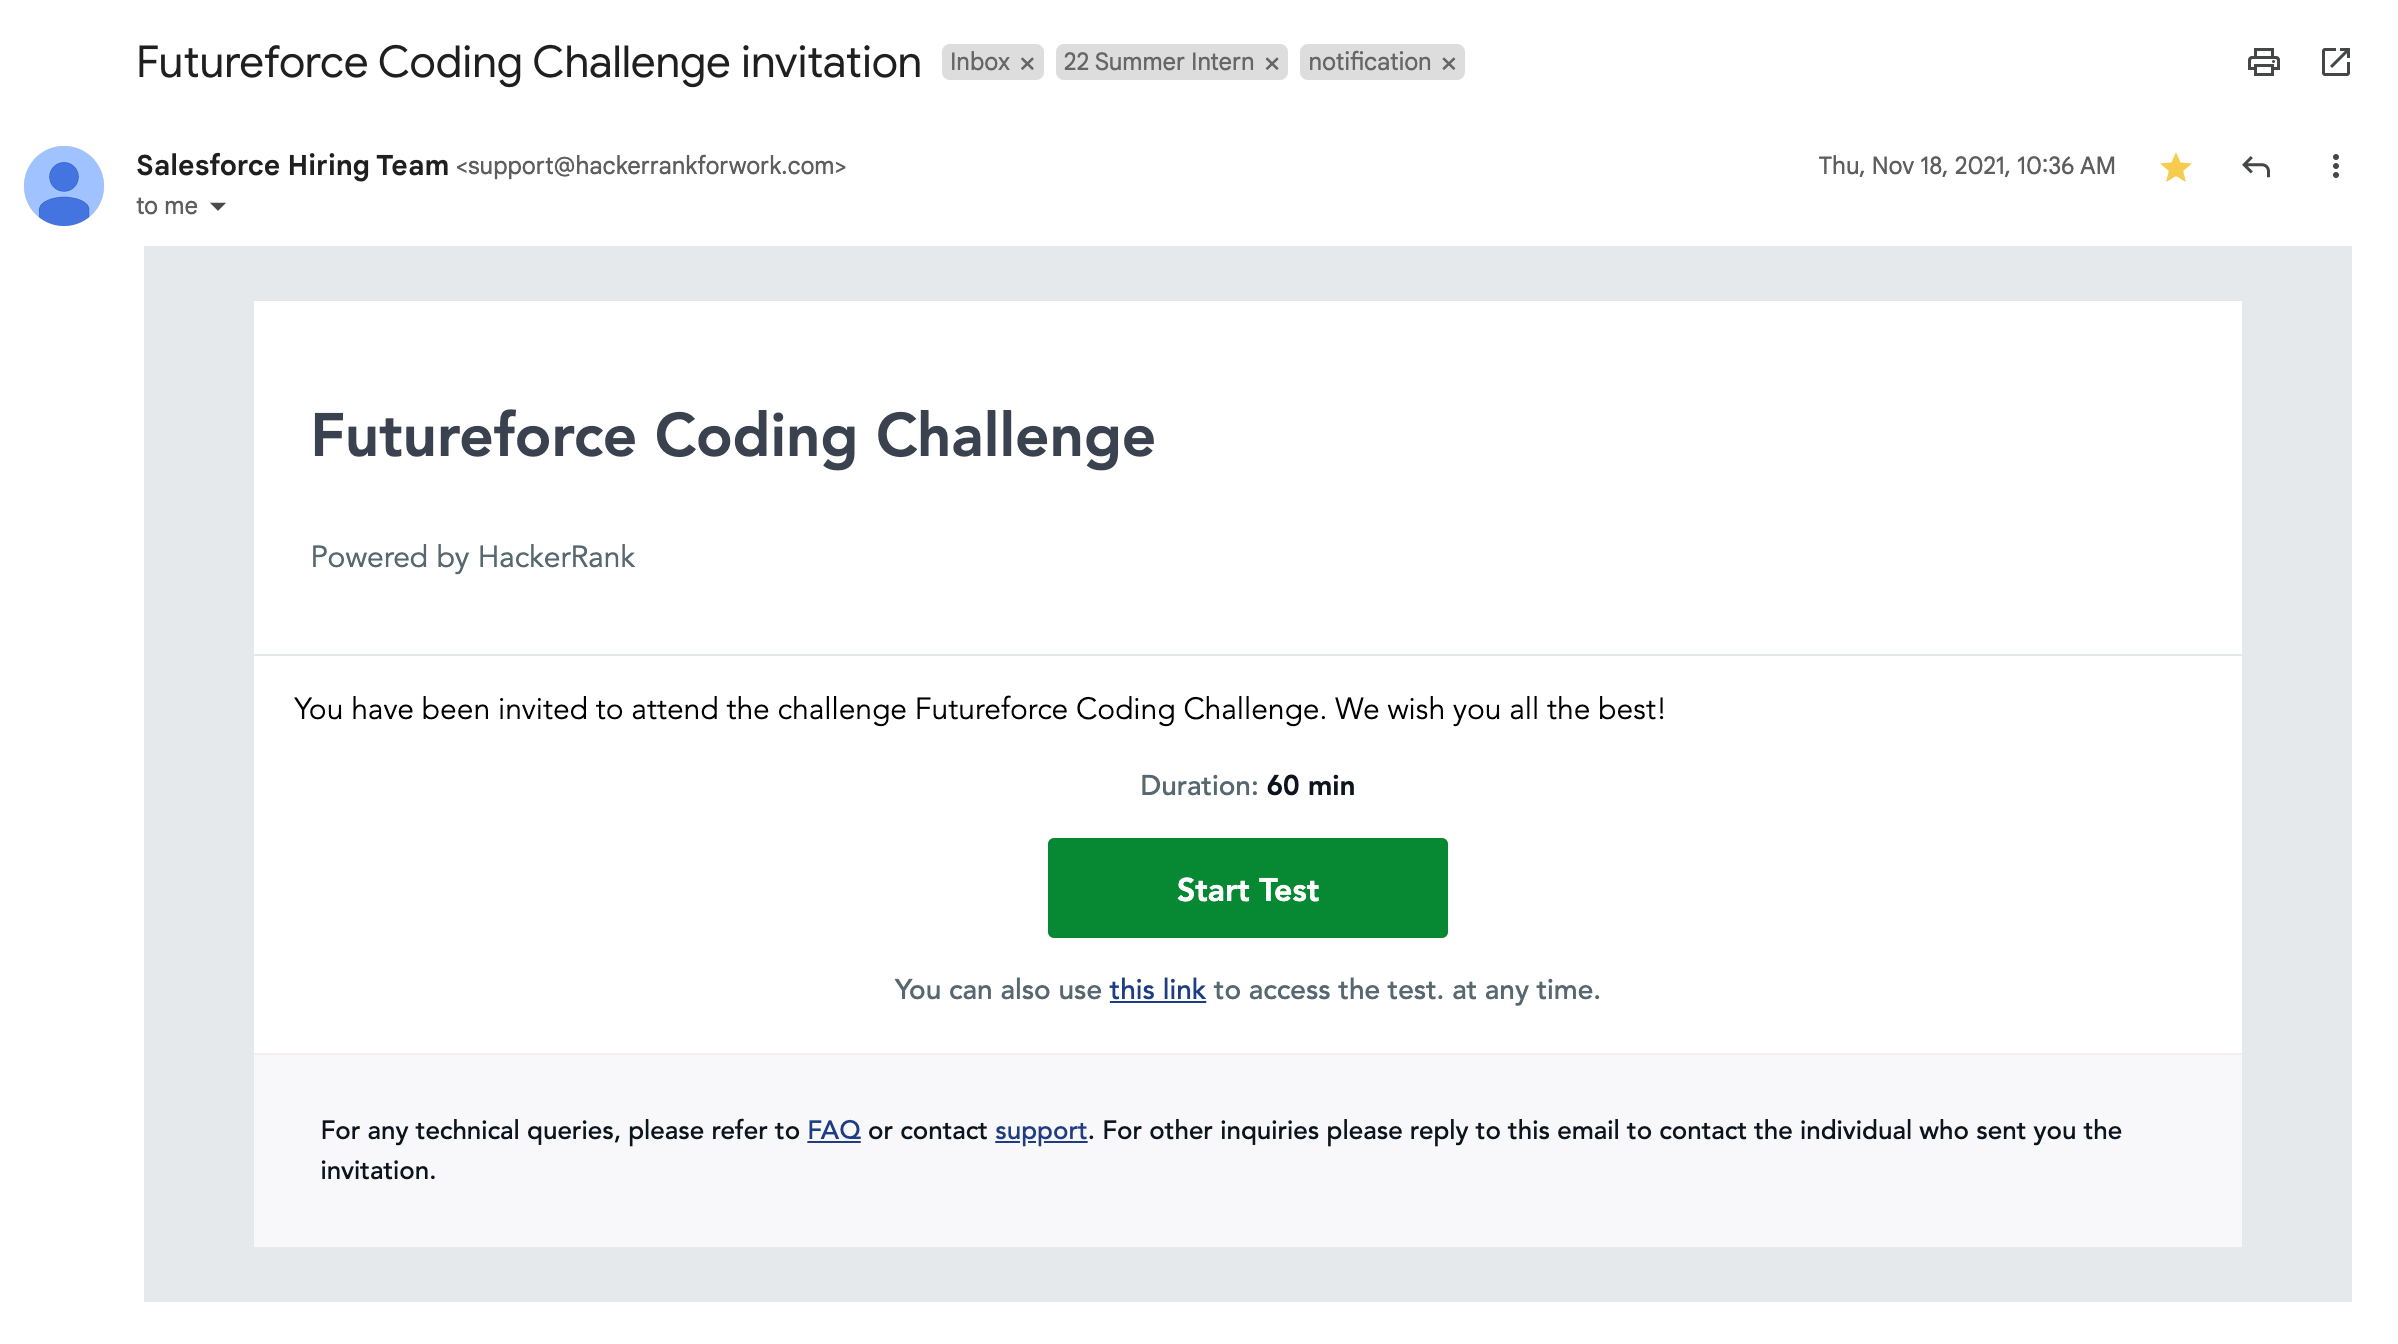 Futureforce Coding Challenge invitation Inbox × 22 Summer Intern × notification ×
Salesforce Hiring Team <support@hackerrankforwork.com> Thu, Nov 18, 2021, 10:36 AM
to me
Futureforce Coding Challenge
Powered by HackerRank
You have been invited to attend the challenge Futureforce Coding Challenge. We wish you all the best!
Duration: 60 min
Start Test
You can also use this link to access the test. at any time.
For any technical queries, please refer to FAQ or contact support. For other inquiries please reply to this email to contact the individual who sent you the
invitation.